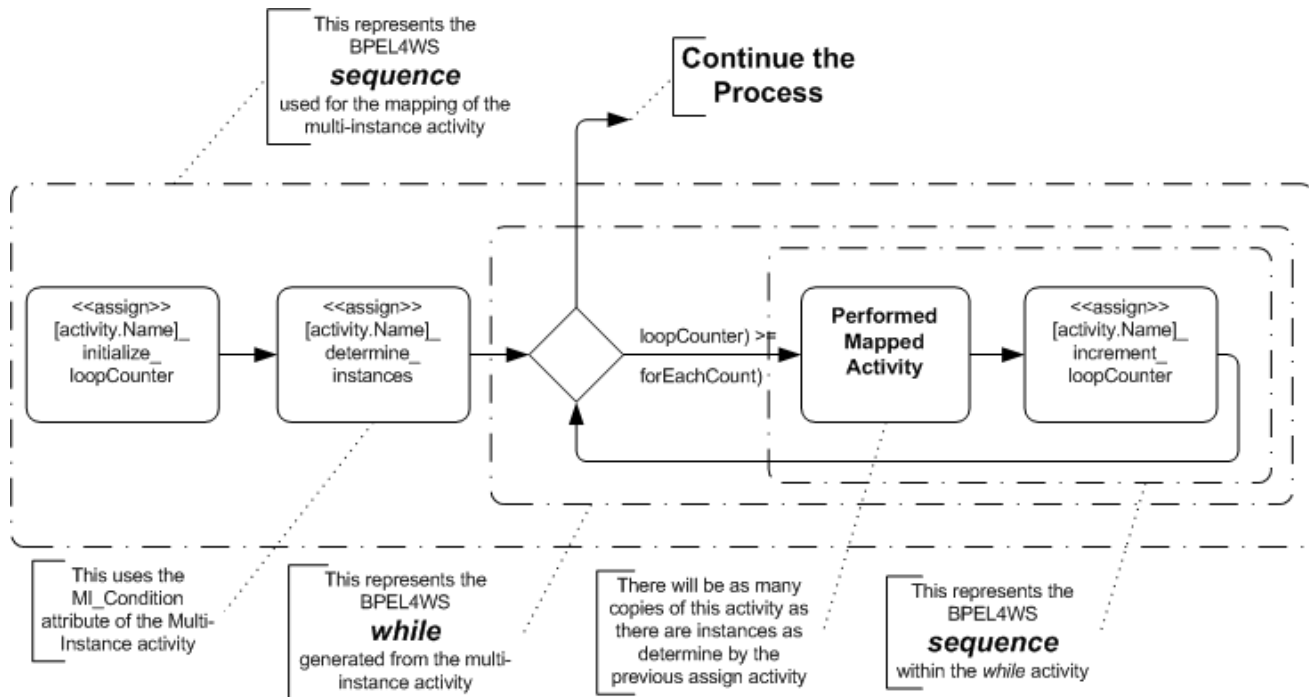 This represents the
BPEL4WS
sequence
used for the mapping of the
multi-instance activity
Continue the
Process
<<assign>>
[activity.Name]_
initialize_
loopCounter
<<assign>>
[activity.Name]_
determine_
instances
loopCounter) >=
forEachCount)
Performed
Mapped
Activity
<<assign>>
[activity.Name]_
increment_
loopCounter
This uses the
MI_Condition
attribute of the Multi-
Instance activity
This represents the
BPEL4WS
while
generated from the multi-
instance activity
There will be as many
copies of this activity as
there are instances as
determine by the
previous assign activity
This represents the
BPEL4WS
sequence
within the while activity